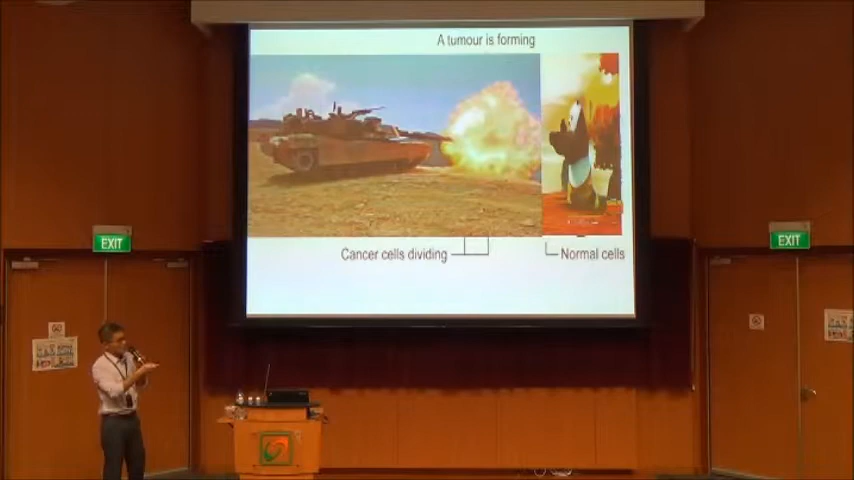 A tumour is forming
Cancer cells dividing
Normal cells
EXIT
EXIT